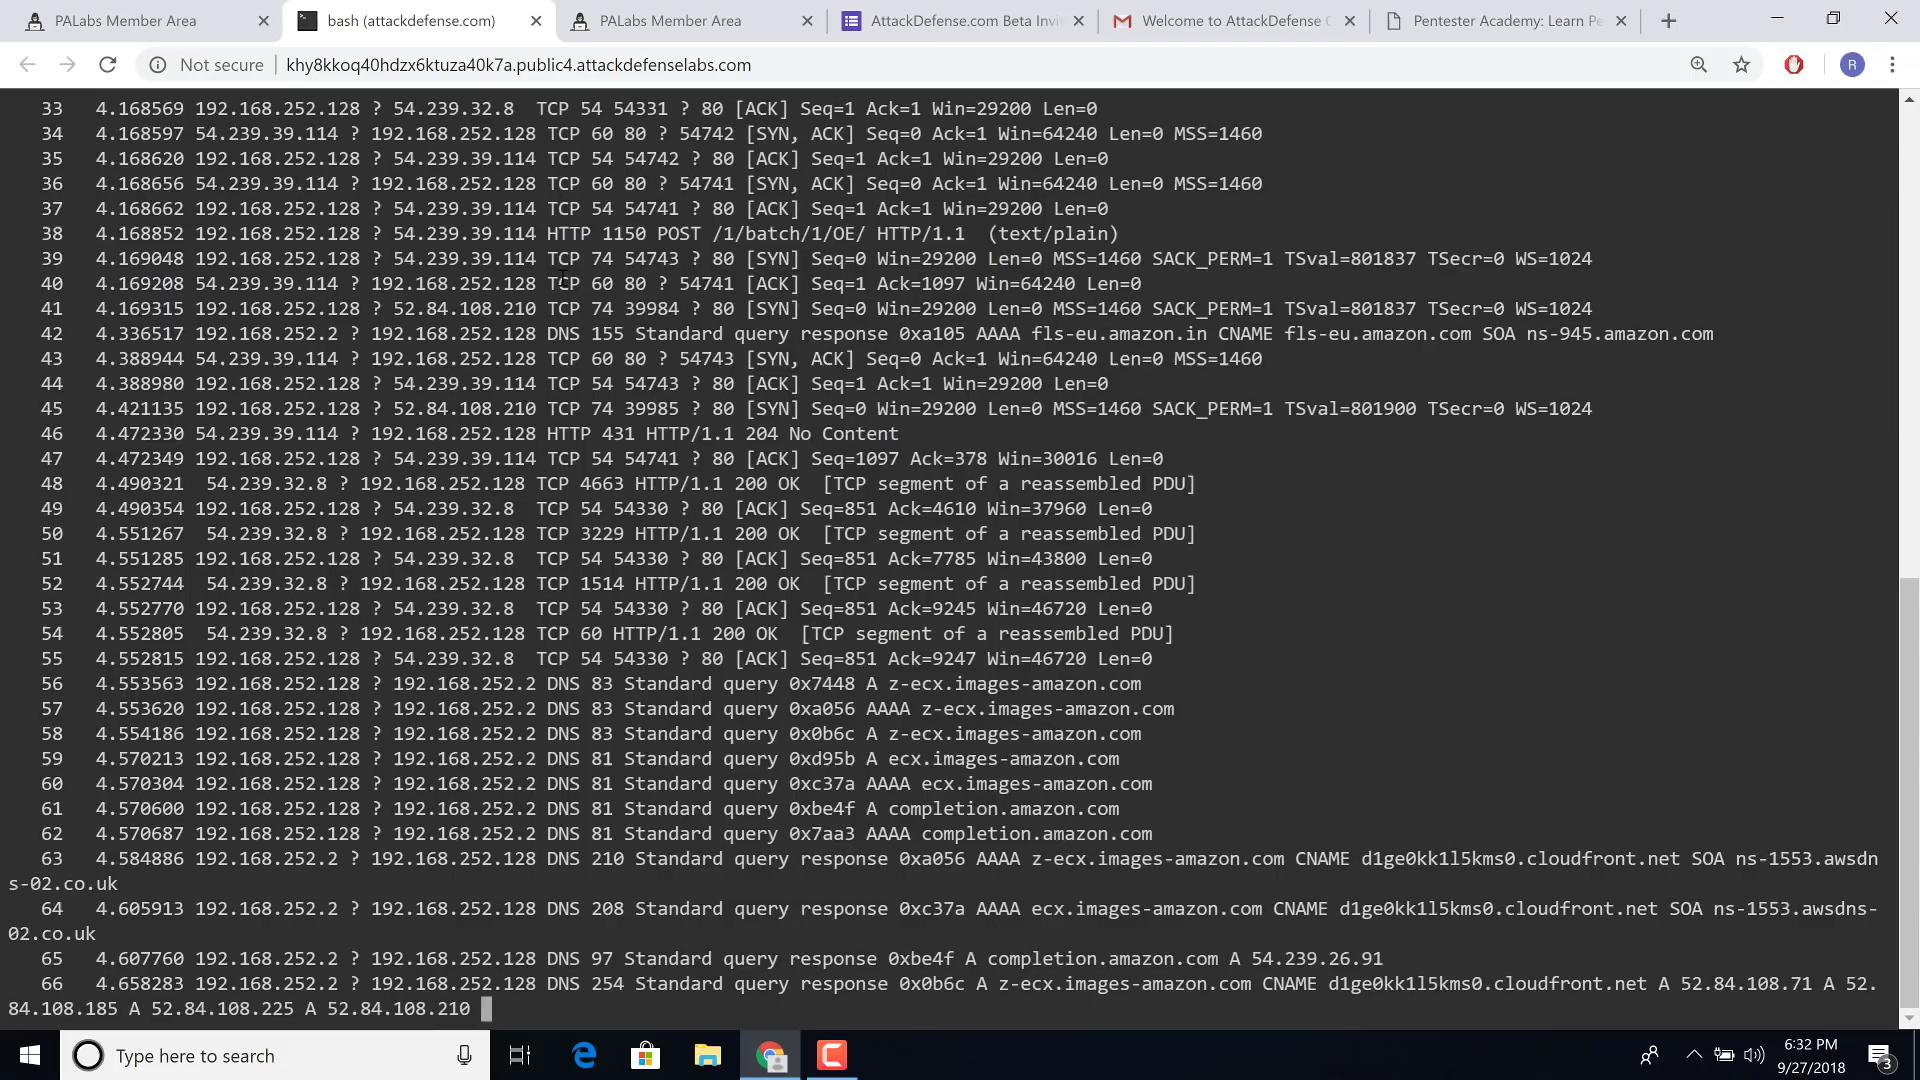 PALabs Member Area
bash (attackdefense.com)
PALabs Member Area
AttackDefense.com Beta Invi
Welcome to AttackDefense C
Pentester Academy: Learn Pe
Not secure
khy8kkoq40hdzx6ktuza40k7a.public4.attackdefenselabs.com
R
33 4.168569 192.168.252.128 ? 54.239.32.8 TCP 54 54331 ? 80 [ACK] Seq=1 Ack=1 Win=29200 Len=0
34 4.168597 54.239.39.114 ? 192.168.252.128 TCP 60 80 ? 54742 [SYN, ACK] Seq=0 Ack=1 Win=64240 Len=0 MSS=1460
35 4.168620 192.168.252.128 ? 54.239.39.114 TCP 54 54742 ? 80 [ACK] Seq=1 Ack=1 Win=29200 Len=0
36 4.168656 54.239.39.114 ? 192.168.252.128 TCP 60 80 ? 54741 [SYN, ACK] Seq=0 Ack=1 Win=64240 Len=0 MSS=1460
37 4.168662 192.168.252.128 ? 54.239.39.114 TCP 54 54741 ? 80 [ACK] Seq=1 Ack=1 Win=29200 Len=0
38 4.168852 192.168.252.128 ? 54.239.39.114 HTTP 1150 POST /1/batch/1/OE/ HTTP/1.1 (text/plain)
39 4.169048 192.168.252.128 ? 54.239.39.114 TCP 74 54743 ? 80 [SYN] Seq=0 Win=29200 Len=0 MSS=1460 SACK_PERM=1 TSval=801837 TSecr=0 WS=1024
40 4.169208 54.239.39.114 ? 192.168.252.128 TCP 60 80 ? 54741 [ACK] Seq=1 Ack=1097 Win=64240 Len=0
41 4.169315 192.168.252.128 ? 52.84.108.210 TCP 74 39984 ? 80 [SYN] Seq=0 Win=29200 Len=0 MSS=1460 SACK_PERM=1 TSval=801837 TSecr=0 WS=1024
42 4.336517 192.168.252.2 ? 192.168.252.128 DNS 155 Standard query response 0xa105 AAAA fls-eu.amazon.in CNAME fls-eu.amazon.com SOA ns-945.amazon.com
43 4.388944 54.239.39.114 ? 192.168.252.128 TCP 60 80 ? 54743 [SYN, ACK] Seq=0 Ack=1 Win=64240 Len=0 MSS=1460
44 4.388980 192.168.252.128 ? 54.239.39.114 TCP 54 54743 ? 80 [ACK] Seq=1 Ack=1 Win=29200 Len=0
45 4.421135 192.168.252.128 ? 52.84.108.210 TCP 74 39985 ? 80 [SYN] Seq=0 Win=29200 Len=0 MSS=1460 SACK_PERM=1 TSval=801900 TSecr=0 WS=1024
46 4.472330 54.239.39.114 ? 192.168.252.128 HTTP 431 HTTP/1.1 204 No Content
47 4.472349 192.168.252.128 ? 54.239.39.114 TCP 54 54741 ? 80 [ACK] Seq=1097 Ack=378 Win=30016 Len=0
48 4.490321 54.239.32.8 ? 192.168.252.128 TCP 4663 HTTP/1.1 200 OK [TCP segment of a reassembled PDU]
49 4.490354 192.168.252.128 ? 54.239.32.8 TCP 54 54330 ? 80 [ACK] Seq=851 Ack=4610 Win=37960 Len=0
50 4.551267 54.239.32.8 ? 192.168.252.128 TCP 3229 HTTP/1.1 200 OK [TCP segment of a reassembled PDU]
51 4.551285 192.168.252.128 ? 54.239.32.8 TCP 54 54330 ? 80 [ACK] Seq=851 Ack=7785 Win=43800 Len=0
52 4.552744 54.239.32.8 ? 192.168.252.128 TCP 1514 HTTP/1.1 200 OK [TCP segment of a reassembled PDU]
53 4.552770 192.168.252.128 ? 54.239.32.8 TCP 54 54330 ? 80 [ACK] Seq=851 Ack=9245 Win=46720 Len=0
54 4.552805 54.239.32.8 ? 192.168.252.128 TCP 60 HTTP/1.1 200 OK [TCP segment of a reassembled PDU]
55 4.552815 192.168.252.128 ? 54.239.32.8 TCP 54 54330 ? 80 [ACK] Seq=851 Ack=9247 Win=46720 Len=0
56 4.553563 192.168.252.128 ? 192.168.252.2 DNS 83 Standard query 0x7448 A z-ecx.images-amazon.com
57 4.553620 192.168.252.128 ? 192.168.252.2 DNS 83 Standard query 0xa056 AAAA z-ecx.images-amazon.com
58 4.554186 192.168.252.128 ? 192.168.252.2 DNS 83 Standard query 0x0b6c A z-ecx.images-amazon.com
59 4.570213 192.168.252.128 ? 192.168.252.2 DNS 81 Standard query 0xd95b A ecx.images-amazon.com
60 4.570304 192.168.252.128 ? 192.168.252.2 DNS 81 Standard query 0xc37a AAAA ecx.images-amazon.com
61 4.570600 192.168.252.128 ? 192.168.252.2 DNS 81 Standard query 0xbe4f A completion.amazon.com
62 4.570687 192.168.252.128 ? 192.168.252.2 DNS 81 Standard query 0x7aa3 AAAA completion.amazon.com
63 4.584886 192.168.252.2 ? 192.168.252.128 DNS 210 Standard query response 0xa056 AAAA z-ecx.images-amazon.com CNAME d1ge0kk1l5kms0.cloudfront.net SOA ns-1553.awsdn
s-02.co.uk
64 4.605913 192.168.252.2 ? 192.168.252.128 DNS 208 Standard query response 0xc37a AAAA ecx.images-amazon.com CNAME d1ge0kk1l5kms0.cloudfront.net SOA ns-1553.awsdns-
02.co.uk
65 4.607760 192.168.252.2 ? 192.168.252.128 DNS 97 Standard query response 0xbe4f A completion.amazon.com A 54.239.26.91
66 4.658283 192.168.252.2 ? 192.168.252.128 DNS 254 Standard query response 0x0b6c A z-ecx.images-amazon.com CNAME d1ge0kk1l5kms0.cloudfront.net A 52.84.108.71 A 52.
84.108.185 A 52.84.108.225 A 52.84.108.210
Type here to search
6:32 PM
9/27/2018
3